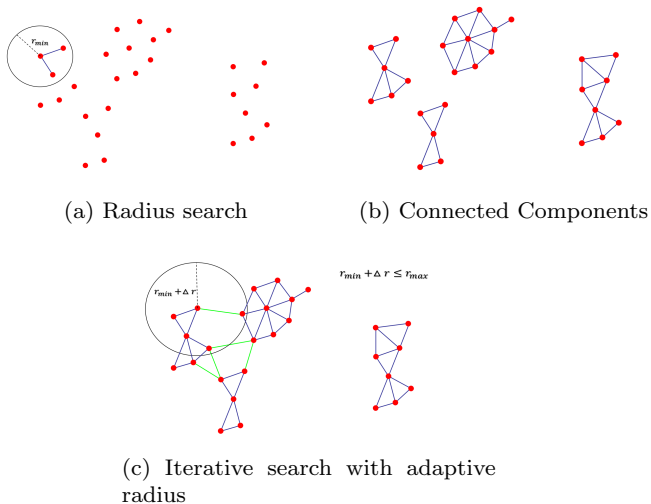 r_min
(a) Radius search
(b) Connected Components
r_min + △ r
r_min + △ r ≤ r_max
(c) Iterative search with adaptive
radius